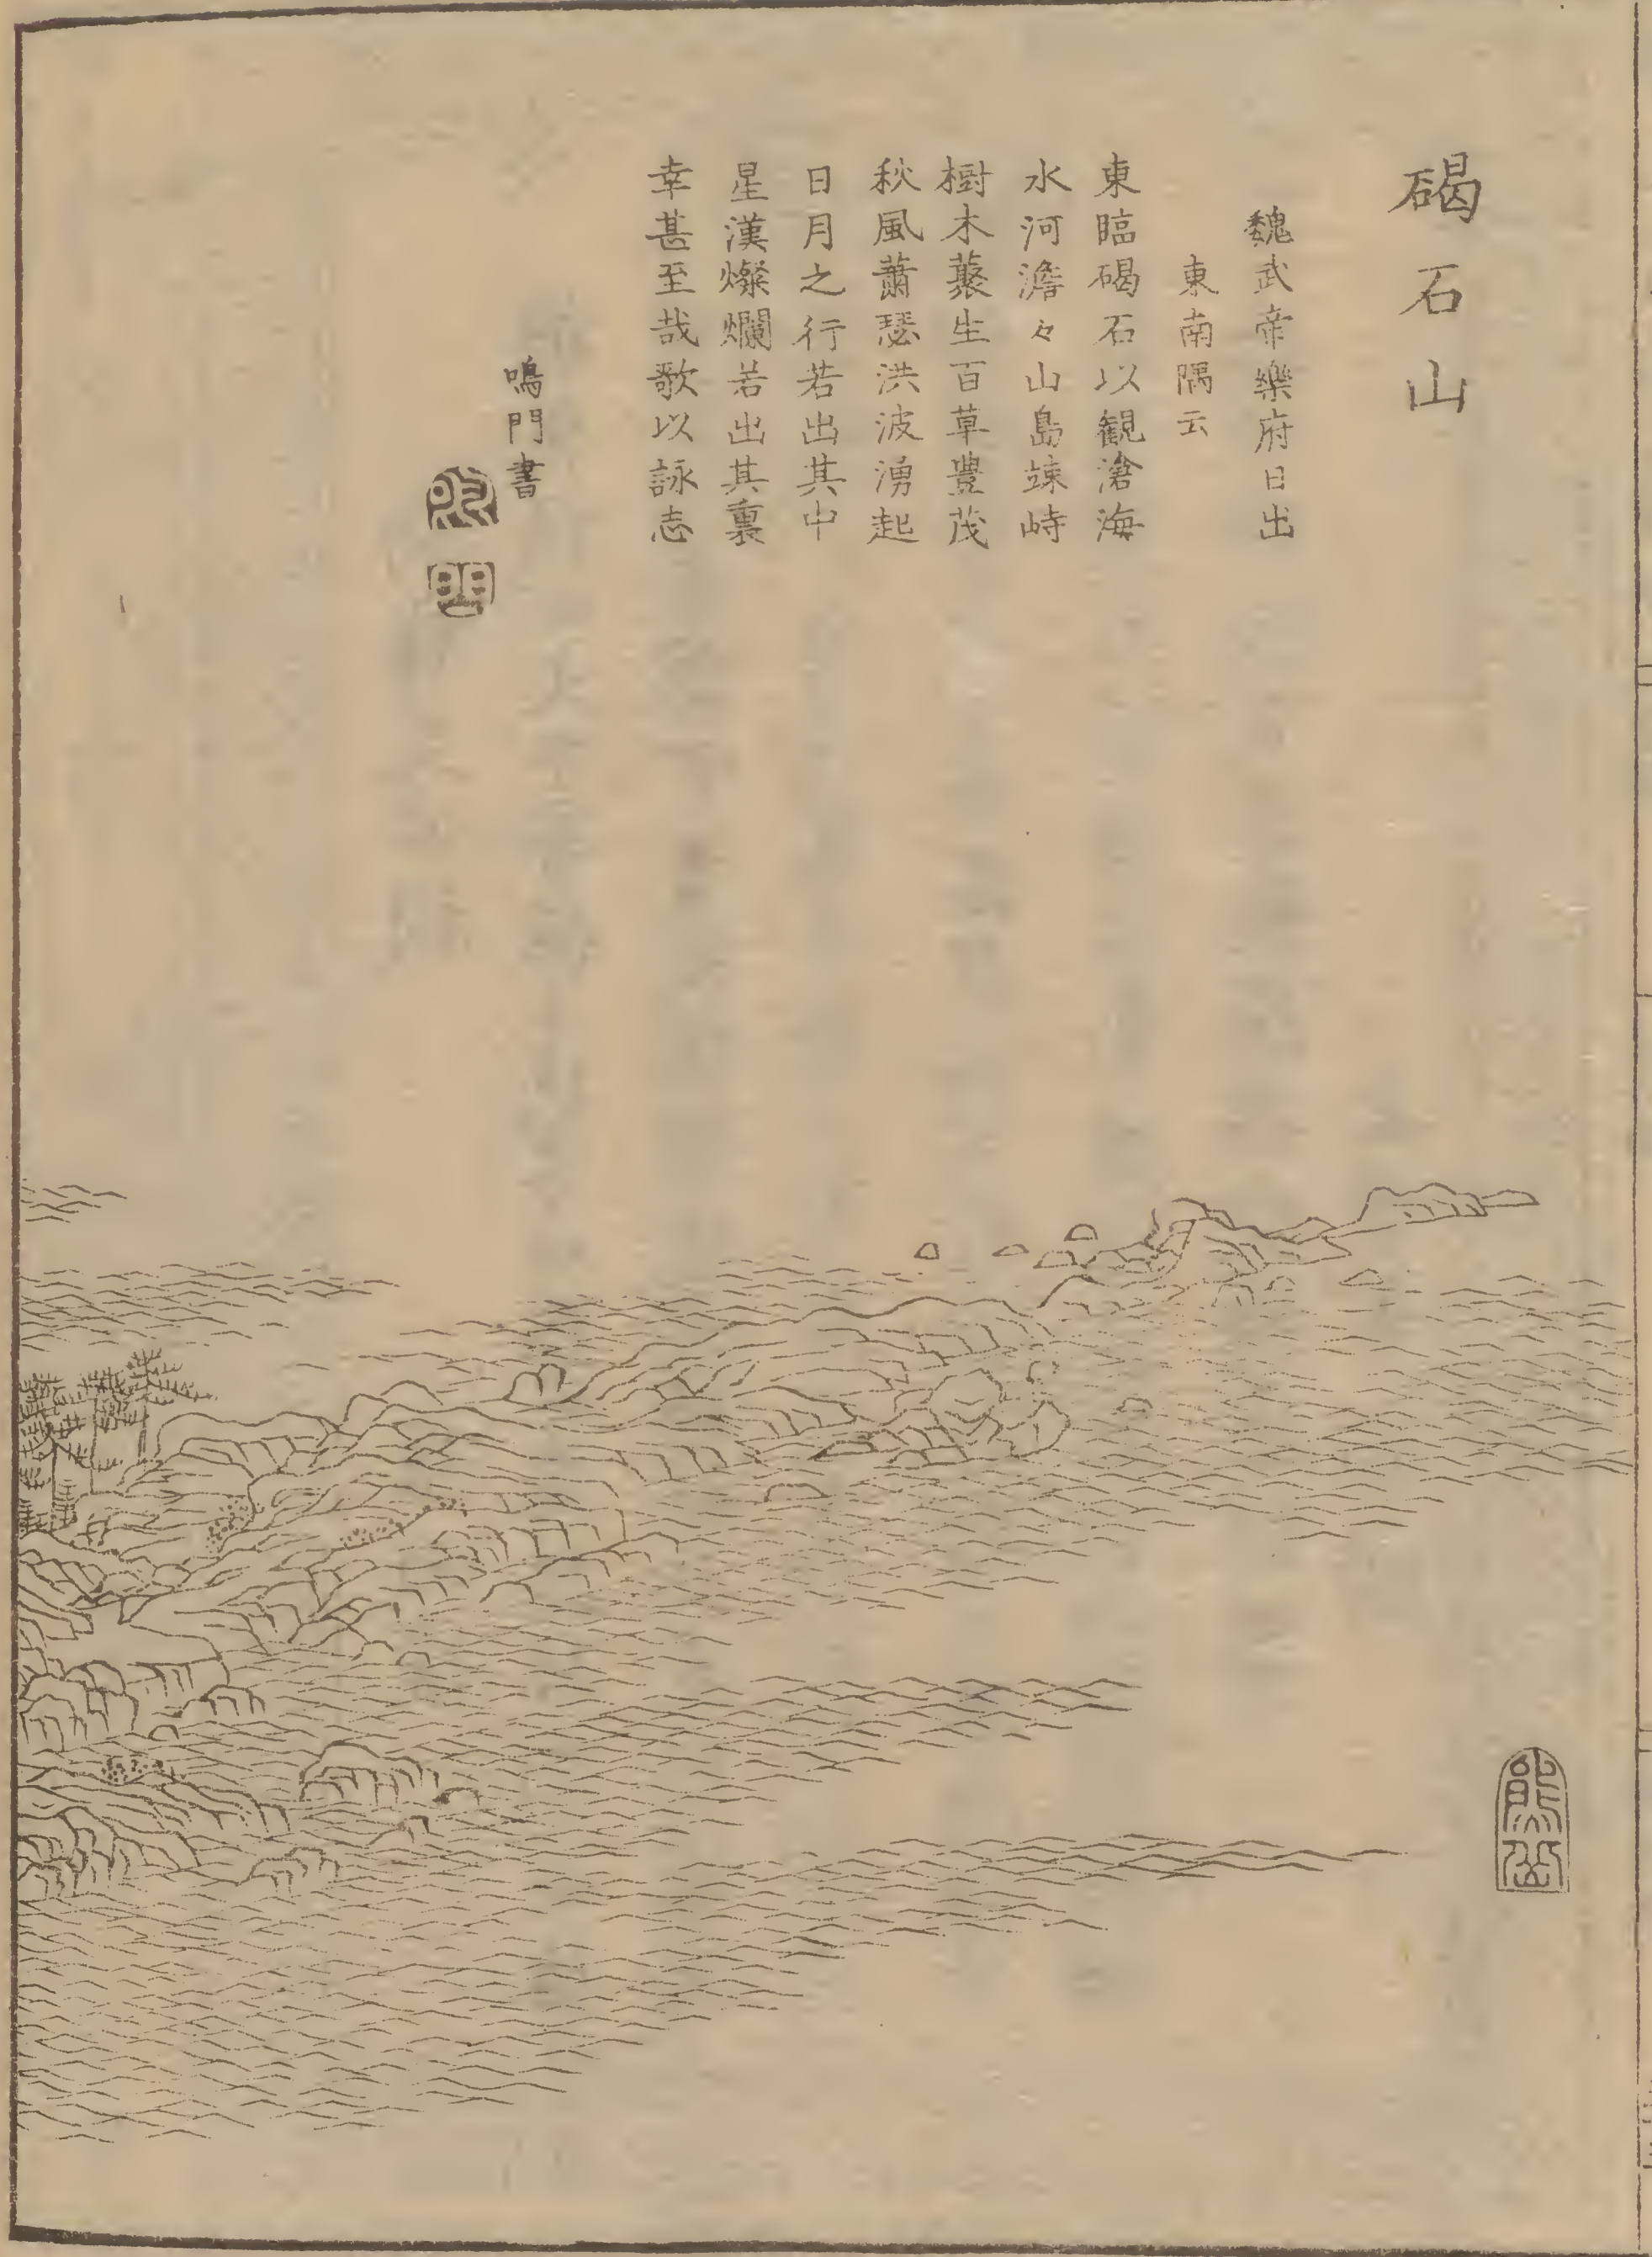 碣石山
魏武帝樂府日出
東南隅云
東臨碣石以観滄海
水河澹々山島竦峙
樹木藂生百草豊茂
秋風蕭瑟洪波湧起
日月之行若出其中
星漢燦爛若出其裏
幸甚至哉歌以詠志
鳴門書
熊岳